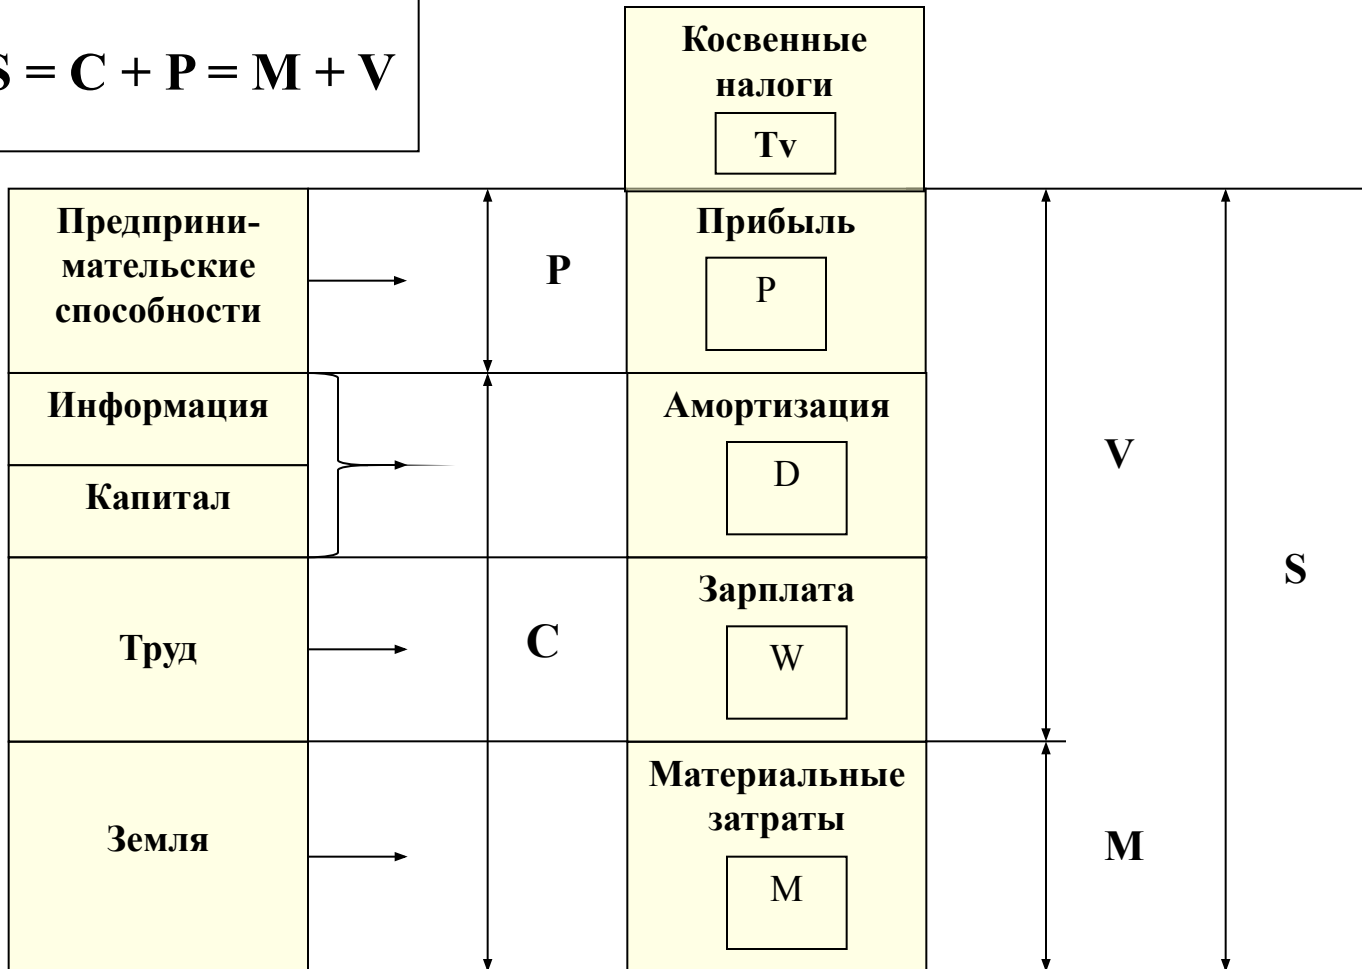 S = C + P = M + V
Косвенные
налоги
Tv
Предприни-
мательские
способности
P
Прибыль
P
Информация
Капитал
Амортизация
D
V
S
Труд
C
Зарплата
W
Земля
Материальные
затраты
M
M